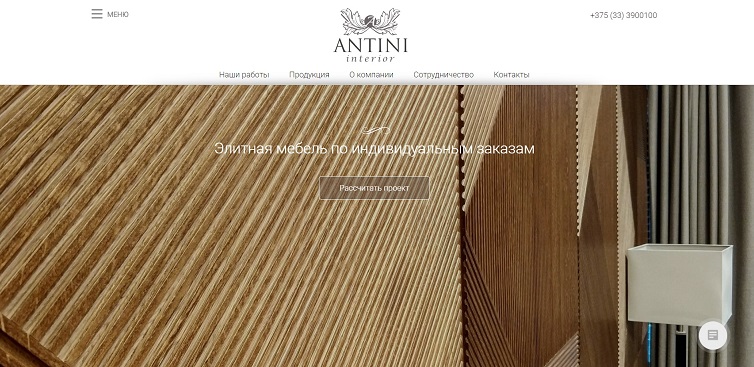 МЕНЮ
+375 (33) 3900100
ANTINI
interior
Наши работы Продукция О компании Сотрудничество Контакты
Элитная мебель по индивидуальным заказам
Рассчитать проект